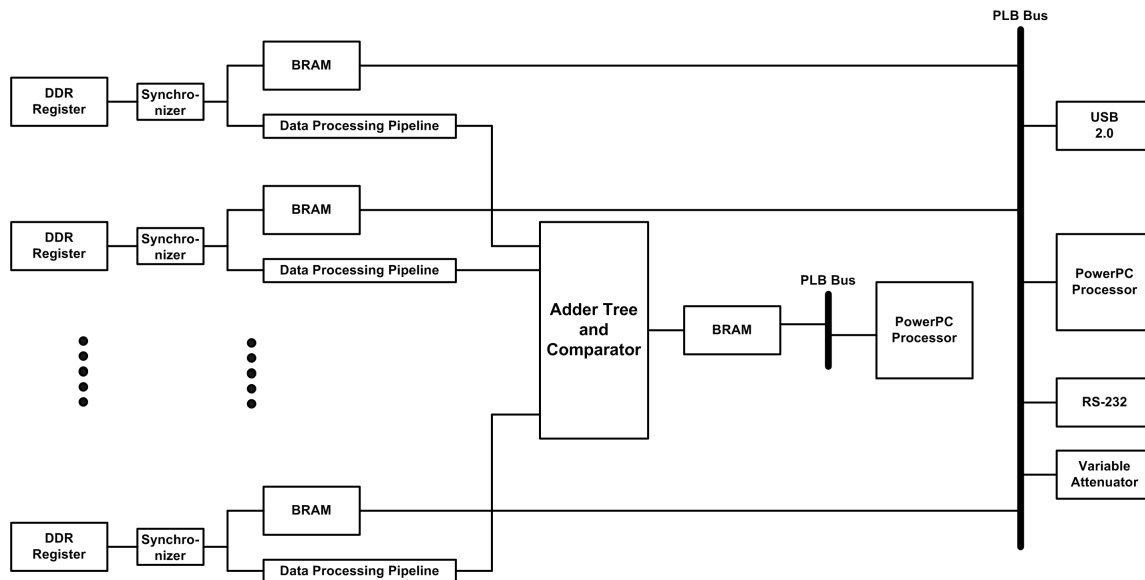 PLB Bus
BRAM
DDR
Register
Synchro-
nizer
Data Processing Pipeline
USB
2.0
BRAM
DDR
Register
Synchro-
nizer
Data Processing Pipeline
PowerPC
Processor
PLB Bus
Adder Tree
and
Comparator
BRAM
PowerPC
Processor
RS-232
Variable
Attenuator
BRAM
DDR
Register
Synchro-
nizer
Data Processing Pipeline